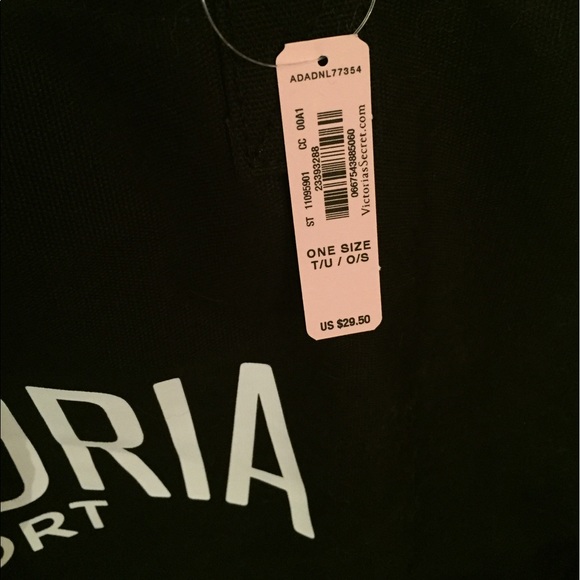 ADADNL77354
ST 11095901 CC 00A1
23393288
0667543885060
VictoriasSecret.com
ONE SIZE
T/U / O/S
US $29.50
ORIA
ORT